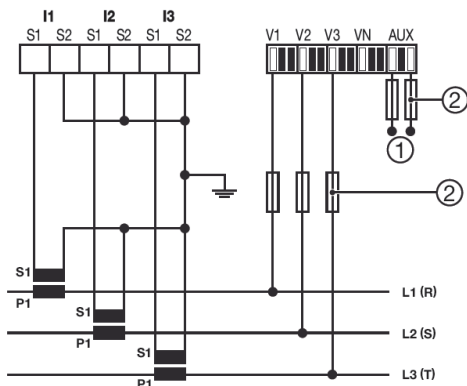 I1 I2 I3
S1 S2 S1 S2 S1 S2
V1 V2 V3 VN AUX
2
1
2
S1
P1
L1 (R)
S1
P1
L2 (S)
S1
P1
L3 (T)